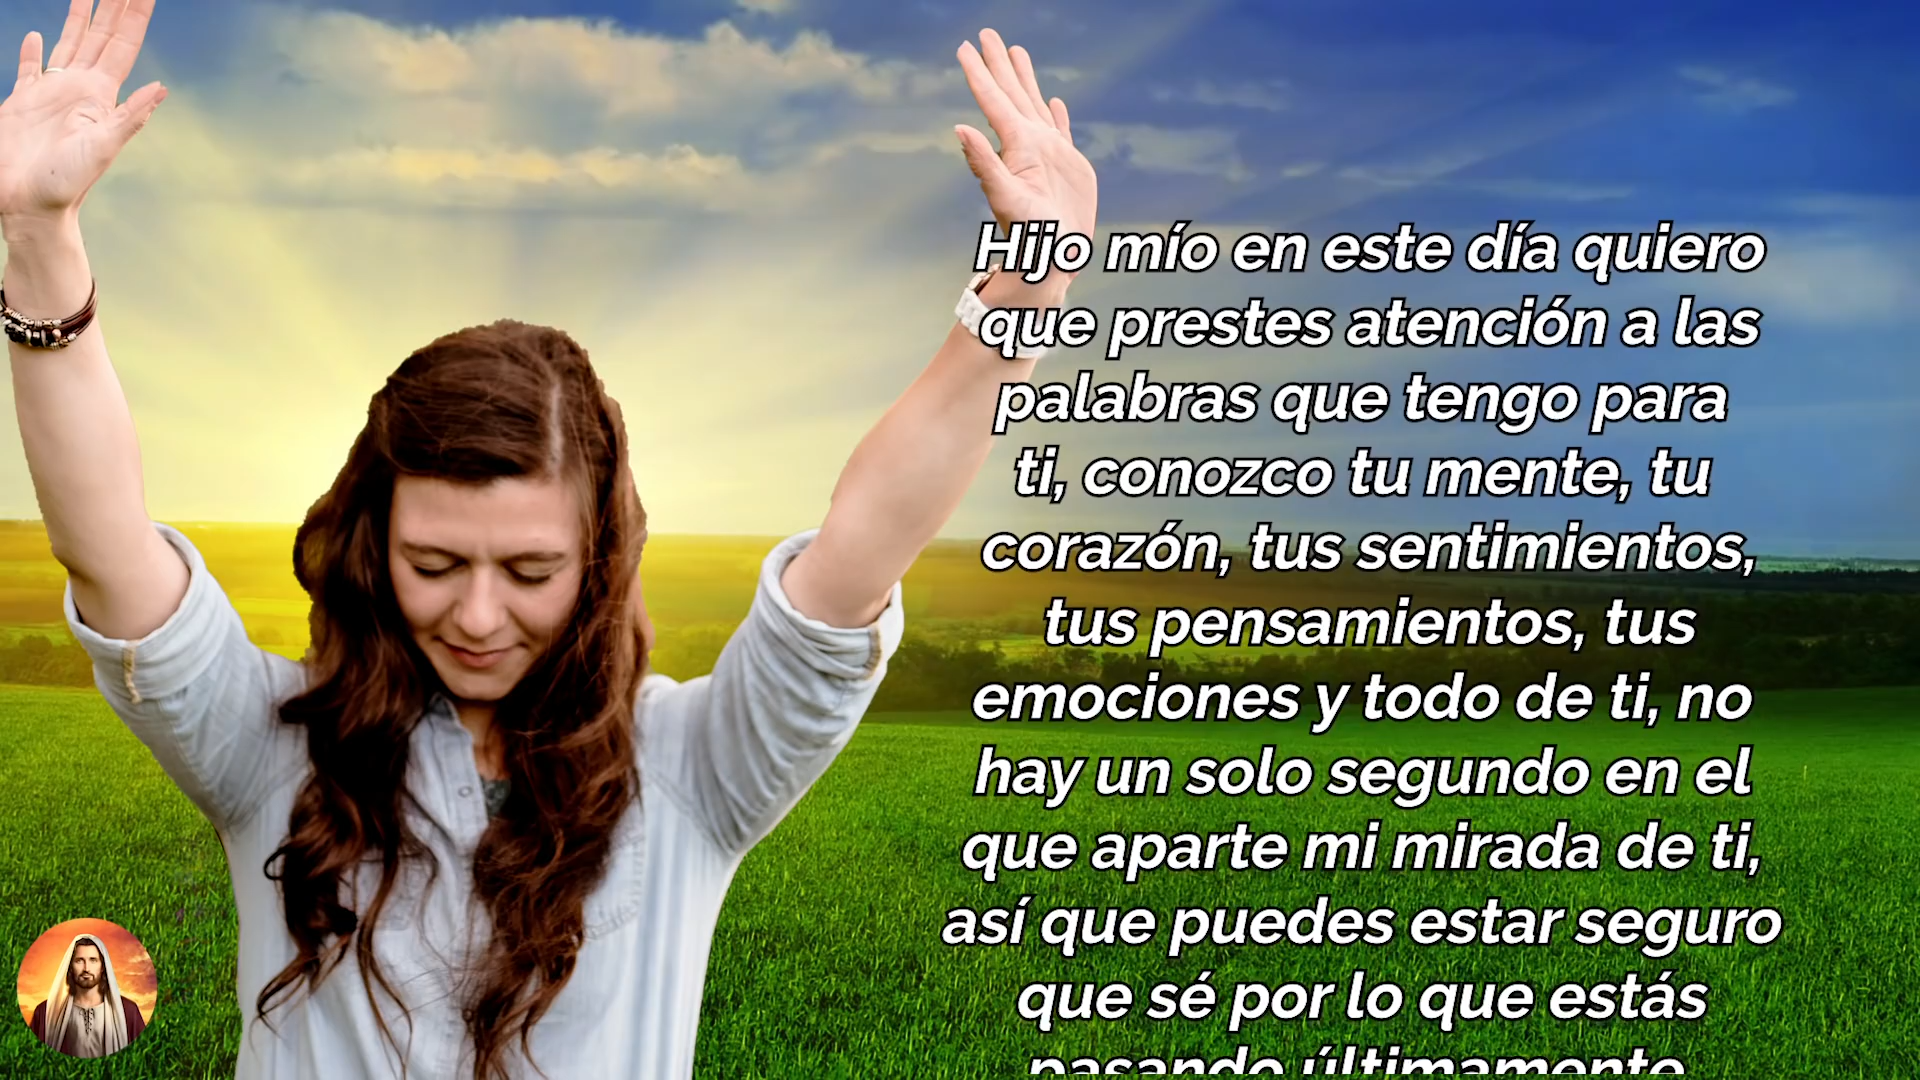 Hijo mío en este día quiero
que prestes atención a las
palabras que tengo para
ti, conozco tu mente, tu
corazón, tus sentimientos,
tus pensamientos, tus
emociones y todo de ti, no
hay un solo segundo en el
que aparte mi mirada de ti,
así que puedes estar seguro
que sé por lo que estás
pasando últimamente